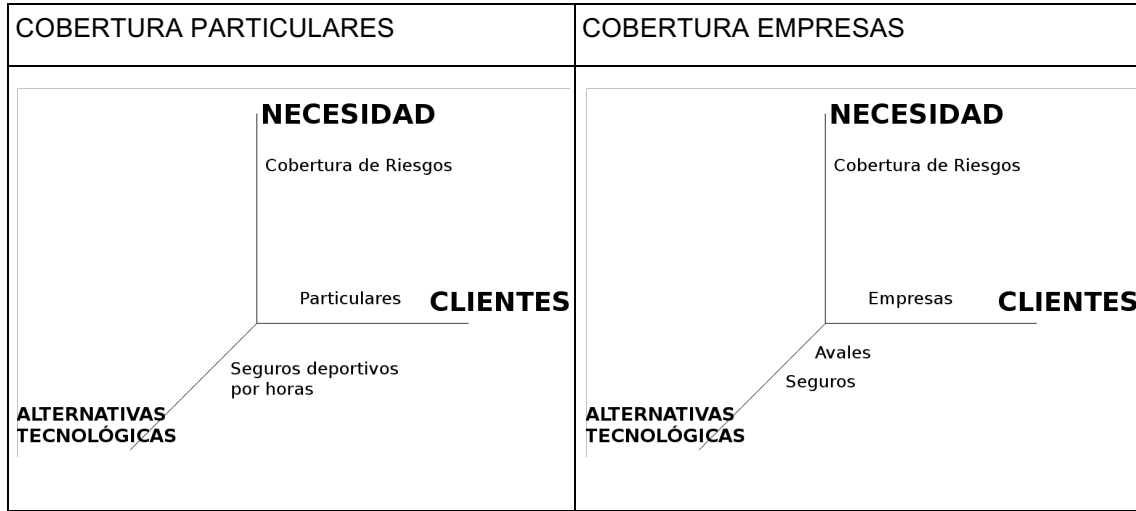 COBERTURA PARTICULARES
COBERTURA EMPRESAS
NECESIDAD
Cobertura de Riesgos
Particulares
CLIENTES
Seguros deportivos
por horas
ALTERNATIVAS
TECNOLÓGICAS
NECESIDAD
Cobertura de Riesgos
Empresas
CLIENTES
Avales
Seguros
ALTERNATIVAS
TECNOLÓGICAS